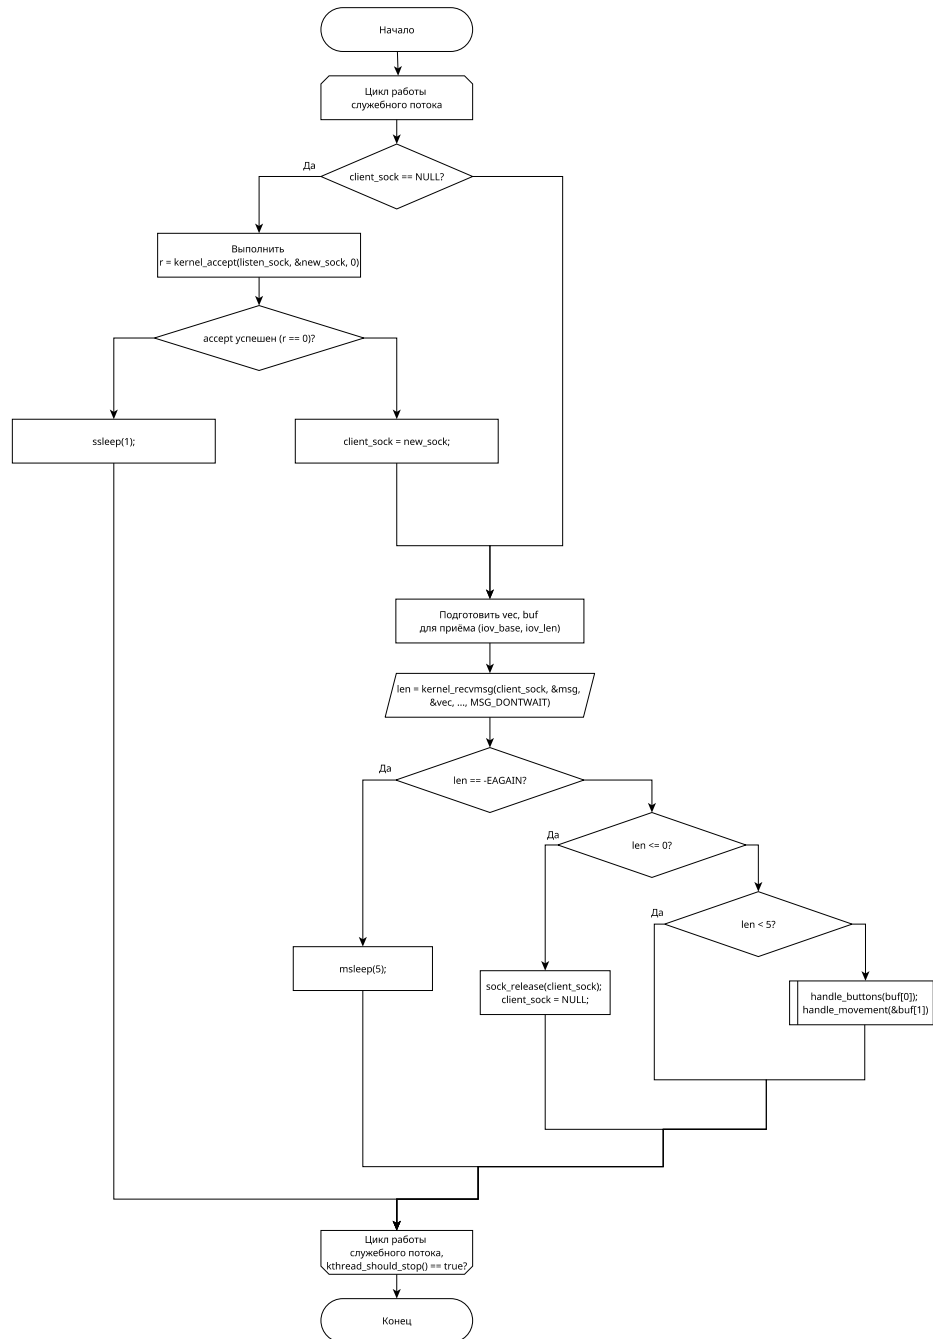 Начало
Цикл работы
служебного потока
Да
client_sock == NULL?
Выполнить
r = kernel_accept(listen_sock, &new_sock, 0)
accept успешен (r == 0)?
ssleep(1);
client_sock = new_sock;
Подготовить vec, buf
для приёма (iov_base, iov_len)
len = kernel_recvmsg(client_sock, &msg,
&vec, ..., MSG_DONTWAIT)
Да
len == -EAGAIN?
Да
len <= 0?
Да
len < 5?
msleep(5);
sock_release(client_sock);
client_sock = NULL;
handle_buttons(buf[0]);
handle_movement(&buf[1])
Цикл работы
служебного потока,
kthread_should_stop() == true?
Конец